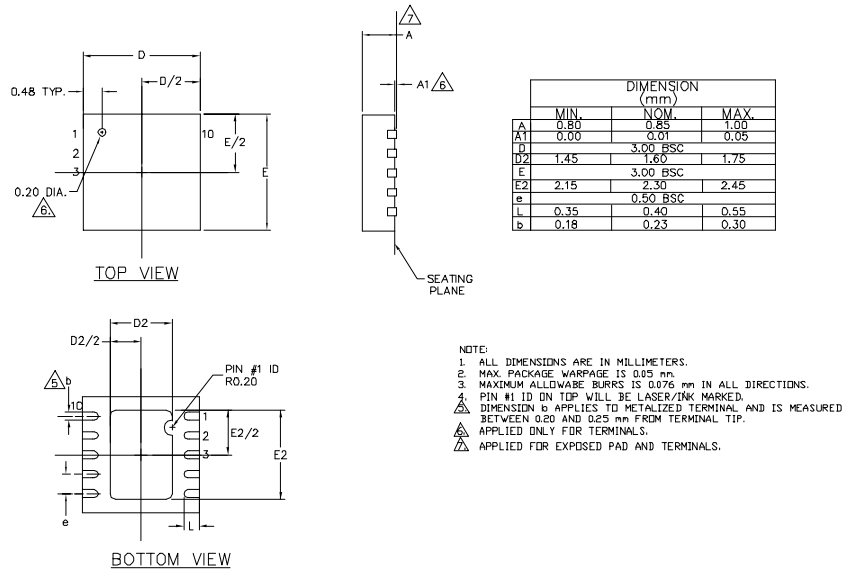 7
D
A
D/2
0.48 TYP.
A1 6
1
10
E/2
2
3
E
0.20 DIA.
6.
TOP VIEW
SEATING
PLANE
DIMENSION
(mm)
MIN. NOM. MAX.
A 0.80 0.85 1.00
A1 0.00 0.01 0.05
D 3.00 BSC
D2 1.45 1.60 1.75
E 3.00 BSC
E2 2.15 2.30 2.45
e 0.50 BSC
L 0.35 0.40 0.55
b 0.18 0.23 0.30
D2
D2/2
PIN #1 ID
R0.20
5 b
10
1
2
E2/2
3
E2
e
L
BOTTOM VIEW
NOTE:
1. ALL DIMENSIONS ARE IN MILLIMETERS.
2. MAX. PACKAGE WARPAGE IS 0.05 mm.
3. MAXIMUM ALLOWABE BURRS IS 0.076 mm IN ALL DIRECTIONS.
4. PIN #1 ID ON TOP WILL BE LASER/INK MARKED.
5. DIMENSION b APPLIES TO METALIZED TERMINAL AND IS MEASURED
BETWEEN 0.20 AND 0.25 mm FROM TERMINAL TIP.
6. APPLIED ONLY FOR TERMINALS.
7. APPLIED FOR EXPOSED PAD AND TERMINALS.